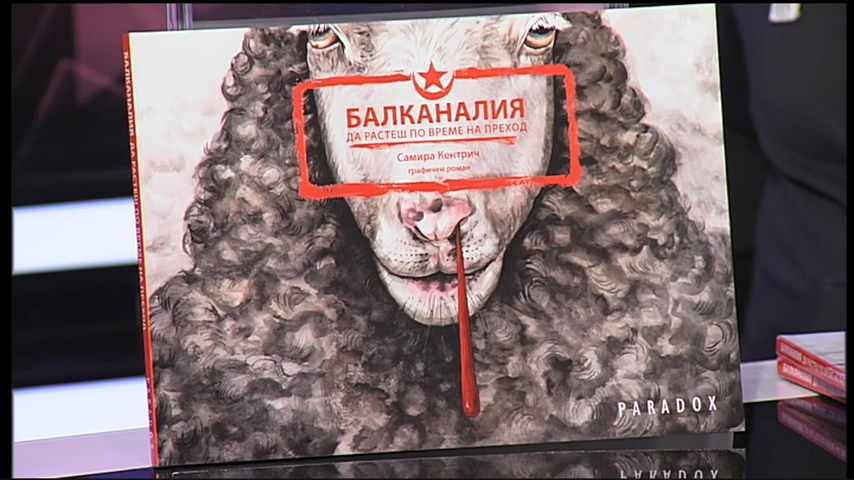 БАЛКАНАЛИЯ
ДА РАСТЕШ ПО ВРЕМЕ НА ПРЕХОД
Самира Кентрич
графичен роман
PARADOX
БАЛКАНАЛИЯ ДА РАСТЕШ ПО ВРЕМЕ НА ПРЕХОД
БАЛКАНАЛИЯ